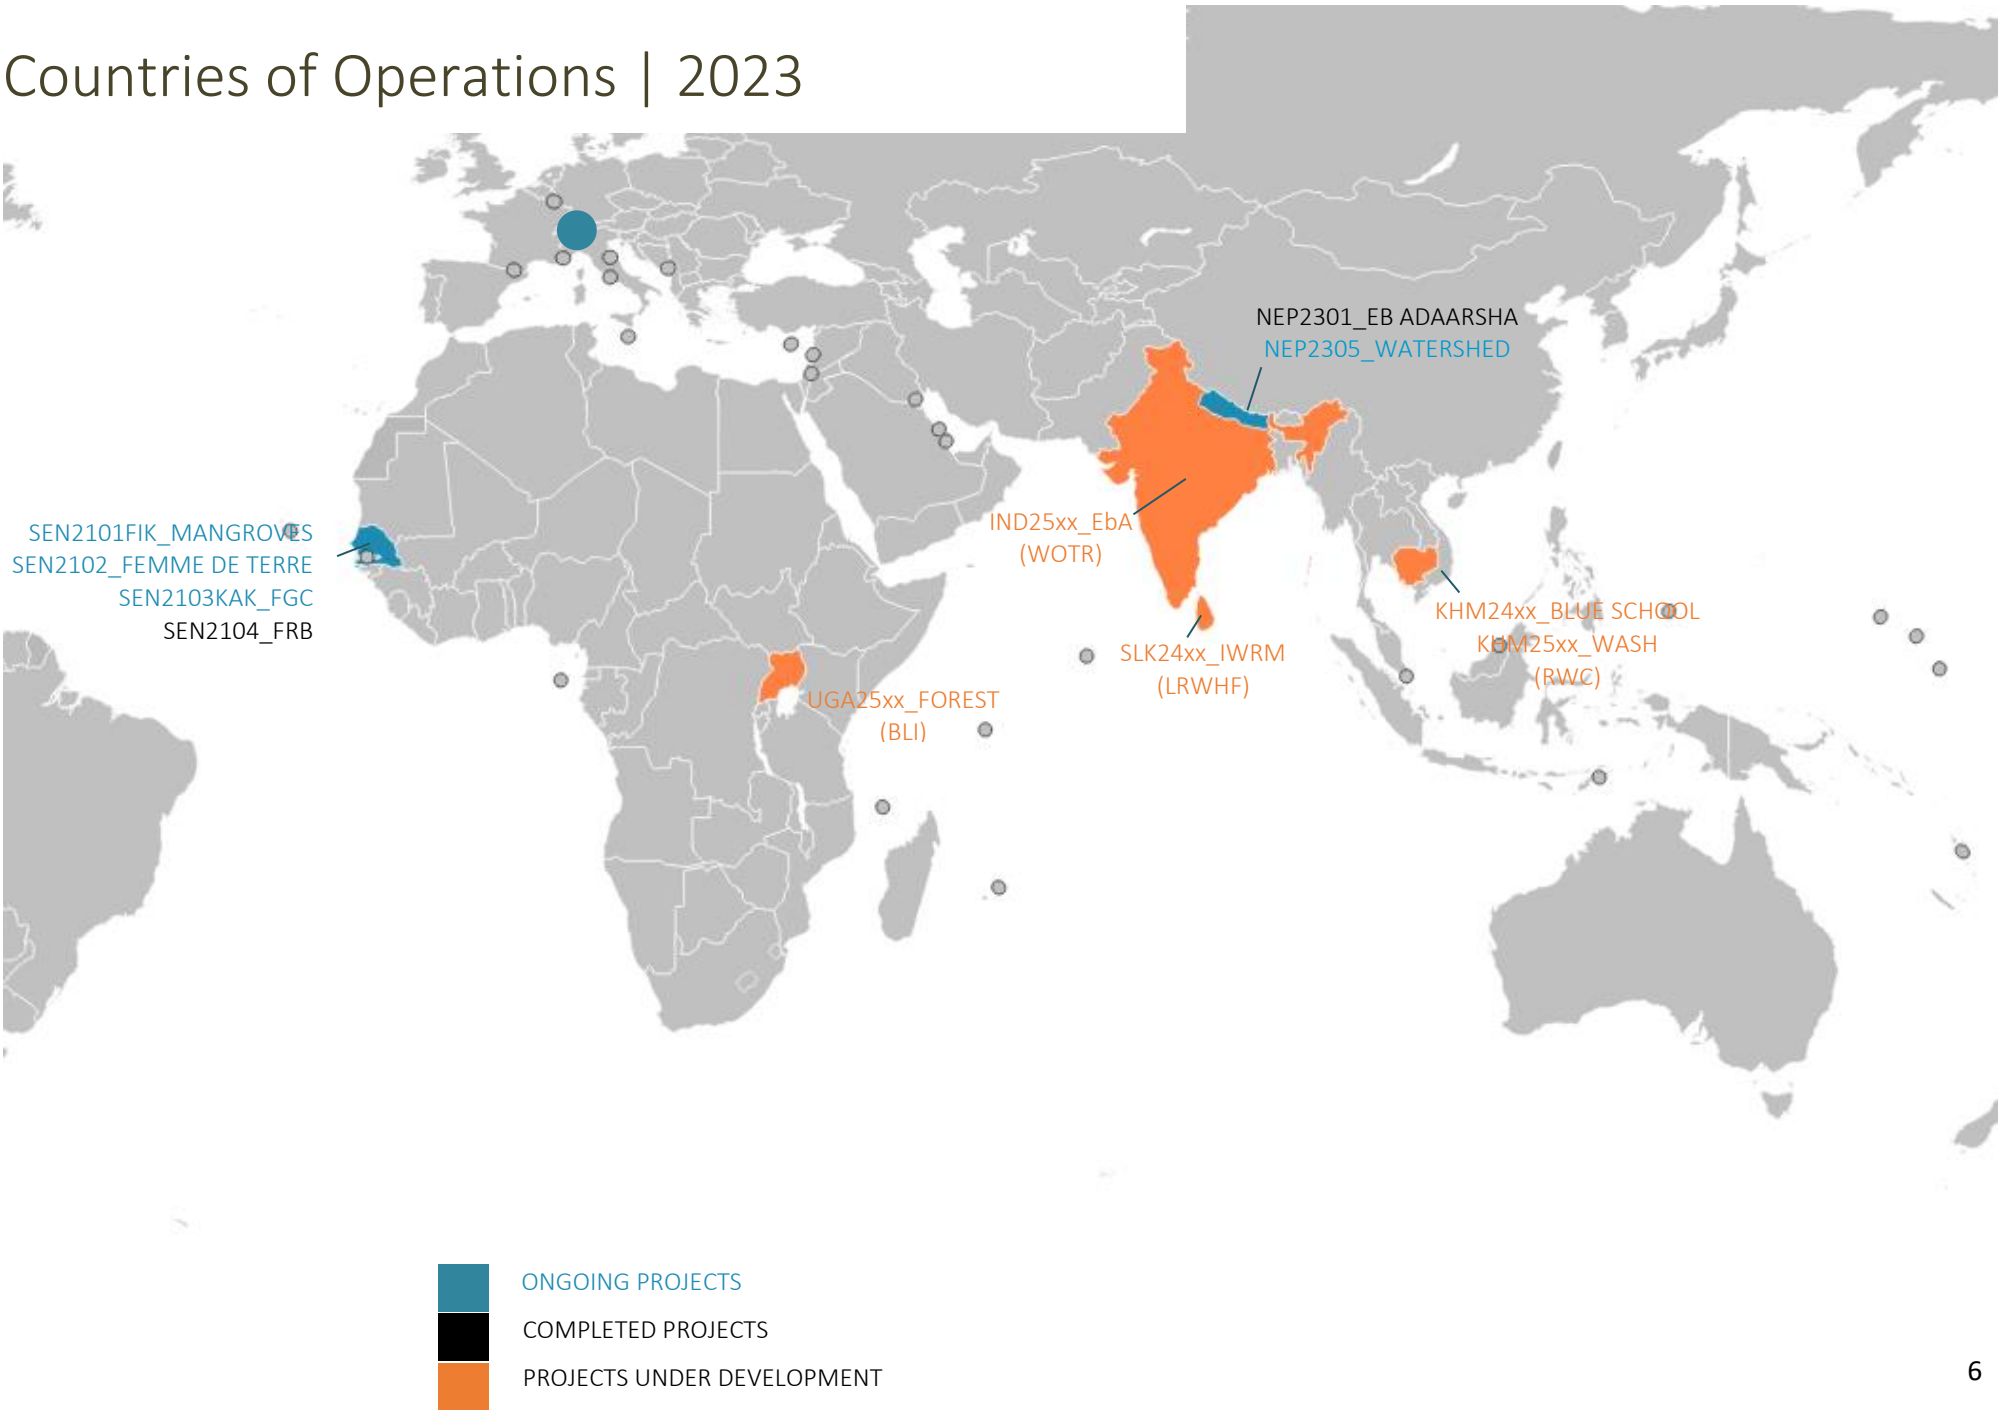 Countries of Operations | 2023
NEP2301_EB ADAARSHA
NEP2305_WATERSHED
SEN2101FIK_MANGROVES
SEN2102_FEMME DE TERRE
SEN2103KAK_FGC
SEN2104_FRB
IND25xx_EbA
(WOTR)
KHM24xx_BLUE SCHOOL
KHM25xx_WASH
(RWC)
SLK24xx_IWRM
(LRWHF)
UGA25xx_FOREST
(BLI)
ONGOING PROJECTS
COMPLETED PROJECTS
PROJECTS UNDER DEVELOPMENT
6